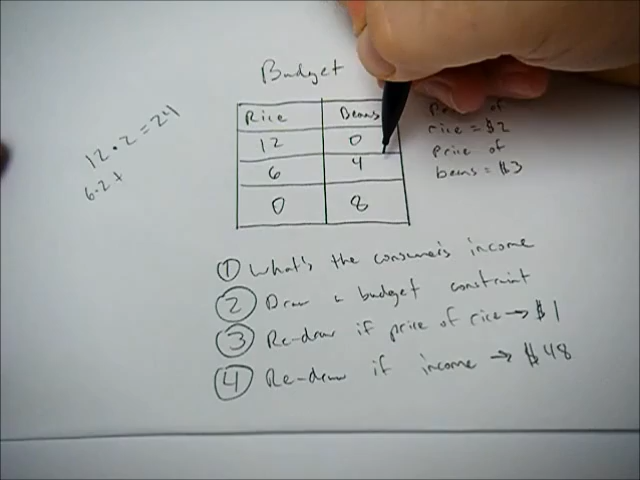 Budget
Rice Beans
12 0
6 4
0 8
12 · 2 = 24
6·2 +
of
rice = $2
price of
beans = $3
① What's the consumer's income
② Draw a budget constraint
③ Re-draw if price of rice → $1
④ Re-draw if income → $48